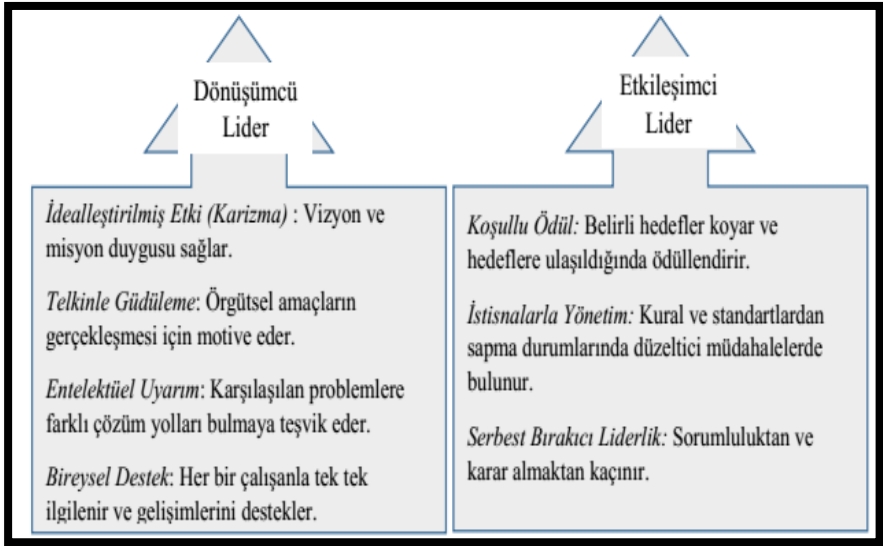 Dönüşümcü
Lider
İdealleştirilmiş Etki (Karizma) : Vizyon ve
misyon duygusu sağlar.
Telkinle Güdüleme: Örgütsel amaçların
gerçekleşmesi için motive eder.
Entelektüel Uyarım: Karşılaşılan problemlere
farklı çözüm yolları bulmaya teşvik eder.
Bireysel Destek: Her bir çalışanla tek tek
ilgilenir ve gelişimlerini destekler.
Etkileşimci
Lider
Koşullu Ödül: Belirli hedefler koyar ve
hedeflere ulaşıldığında ödüllendirir.
İstisnalarla Yönetim: Kural ve standartlardan
sapma durumlarında düzeltici müdahalelerde
bulunur.
Serbest Bırakıcı Liderlik: Sorumluluktan ve
karar almaktan kaçınır.